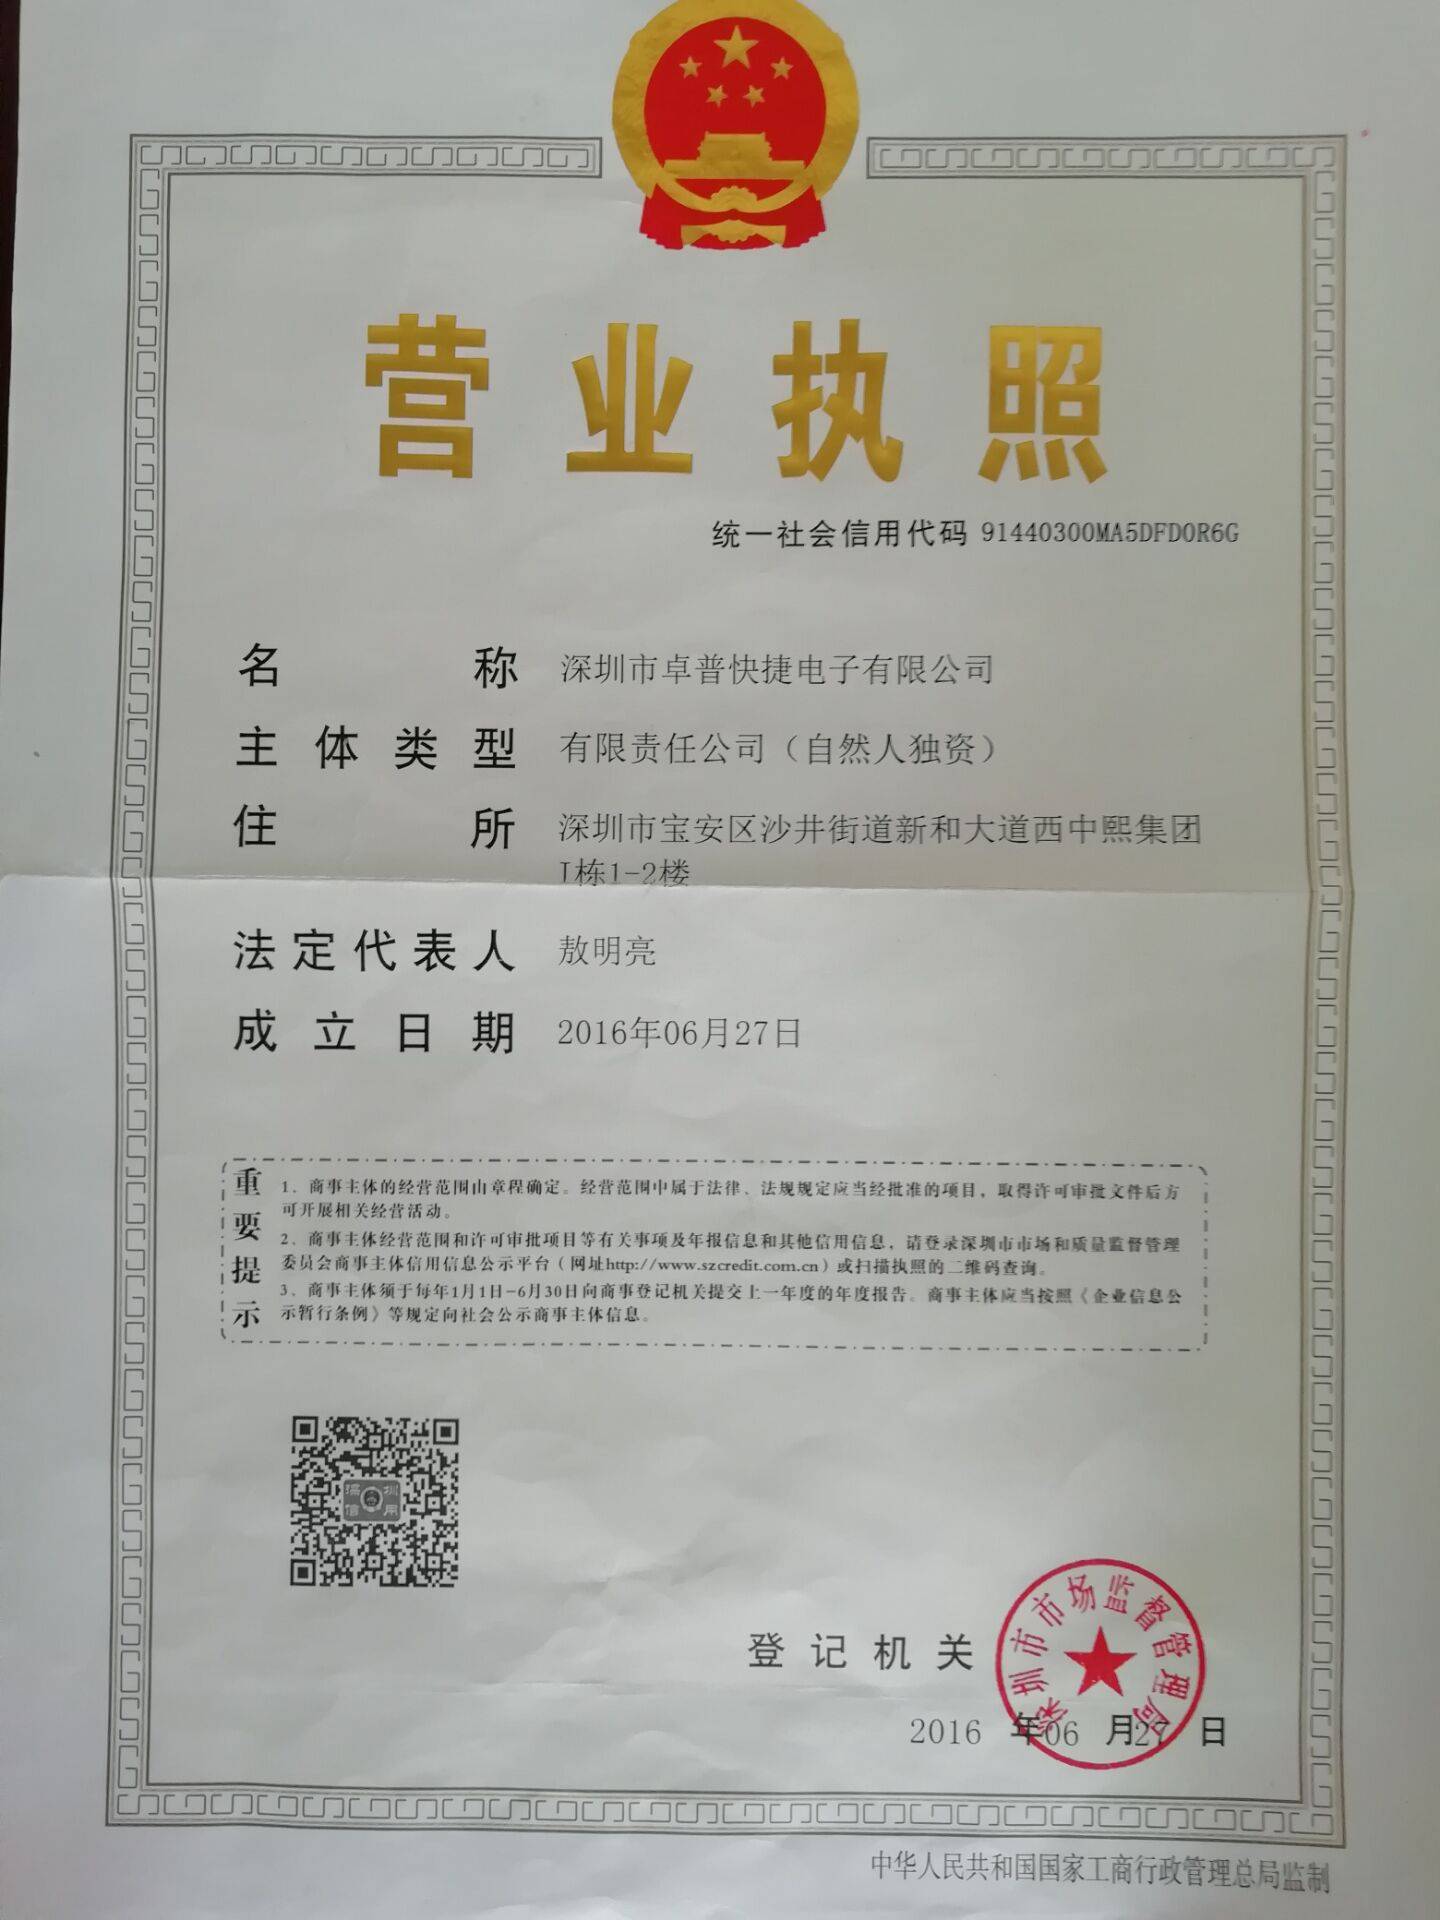 营业执照
统一社会信用代码 91440300MA5DFD0R6G
名称 深圳市卓普快捷电子有限公司
主体类型 有限责任公司（自然人独资）
住所 深圳市宝安区沙井街道新和大道西中熙集团
I栋1-2楼
法定代表人 敖明亮
成立日期 2016年06月27日
重要提示
1．商事主体的经营范围由章程确定。经营范围中属于法律、法规规定应当经批准的项目，取得许可审批文件后方
可开展相关经营活动。
2．商事主体经营范围和许可审批项目等有关事项及年报信息和其他信用信息，请登录深圳市市场和质量监督管理
委员会商事主体信用信息公示平台（网址http://www.szcredit.com.cn）或扫描执照的二维码查询。
3．商事主体须于每年1月1日-6月30日向商事登记机关提交上一年度的年度报告。商事主体应当按照《企业信息公
示暂行条例》等规定向社会公示商事主体信息。
深圳
信用
登记机关
深圳市市场监督管理局
2016 年06 月27 日
中华人民共和国国家工商行政管理总局监制